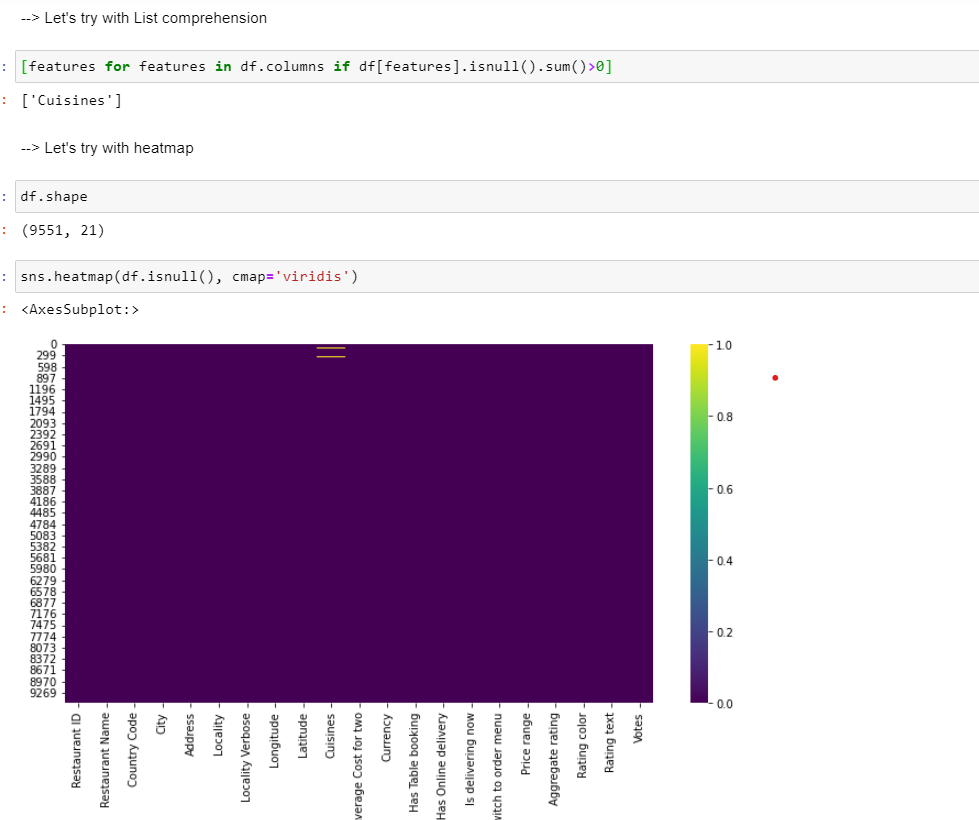 --> Let's try with List comprehension
: [features for features in df.columns if df[features].isnull().sum()>0]
: ['Cuisines']
--> Let's try with heatmap
: df.shape
: (9551, 21)
: sns.heatmap(df.isnull(), cmap='viridis')
: <AxesSubplot:>
0
299
598
897
1196
1495
1794
2093
2392
2691
2990
3289
3588
3887
4186
4485
4784
5083
5382
5681
5980
6279
6578
6877
7176
7475
7774
8073
8372
8671
8970
9269
1.0
0.8
0.6
0.4
0.2
0.0
Restaurant ID
Restaurant Name
Country Code
City
Address
Locality
Locality Verbose
Longitude
Latitude
Cuisines
verage Cost for two
Currency
Has Table booking
Has Online delivery
Is delivering now
witch to order menu
Price range
Aggregate rating
Rating color
Rating text
Votes